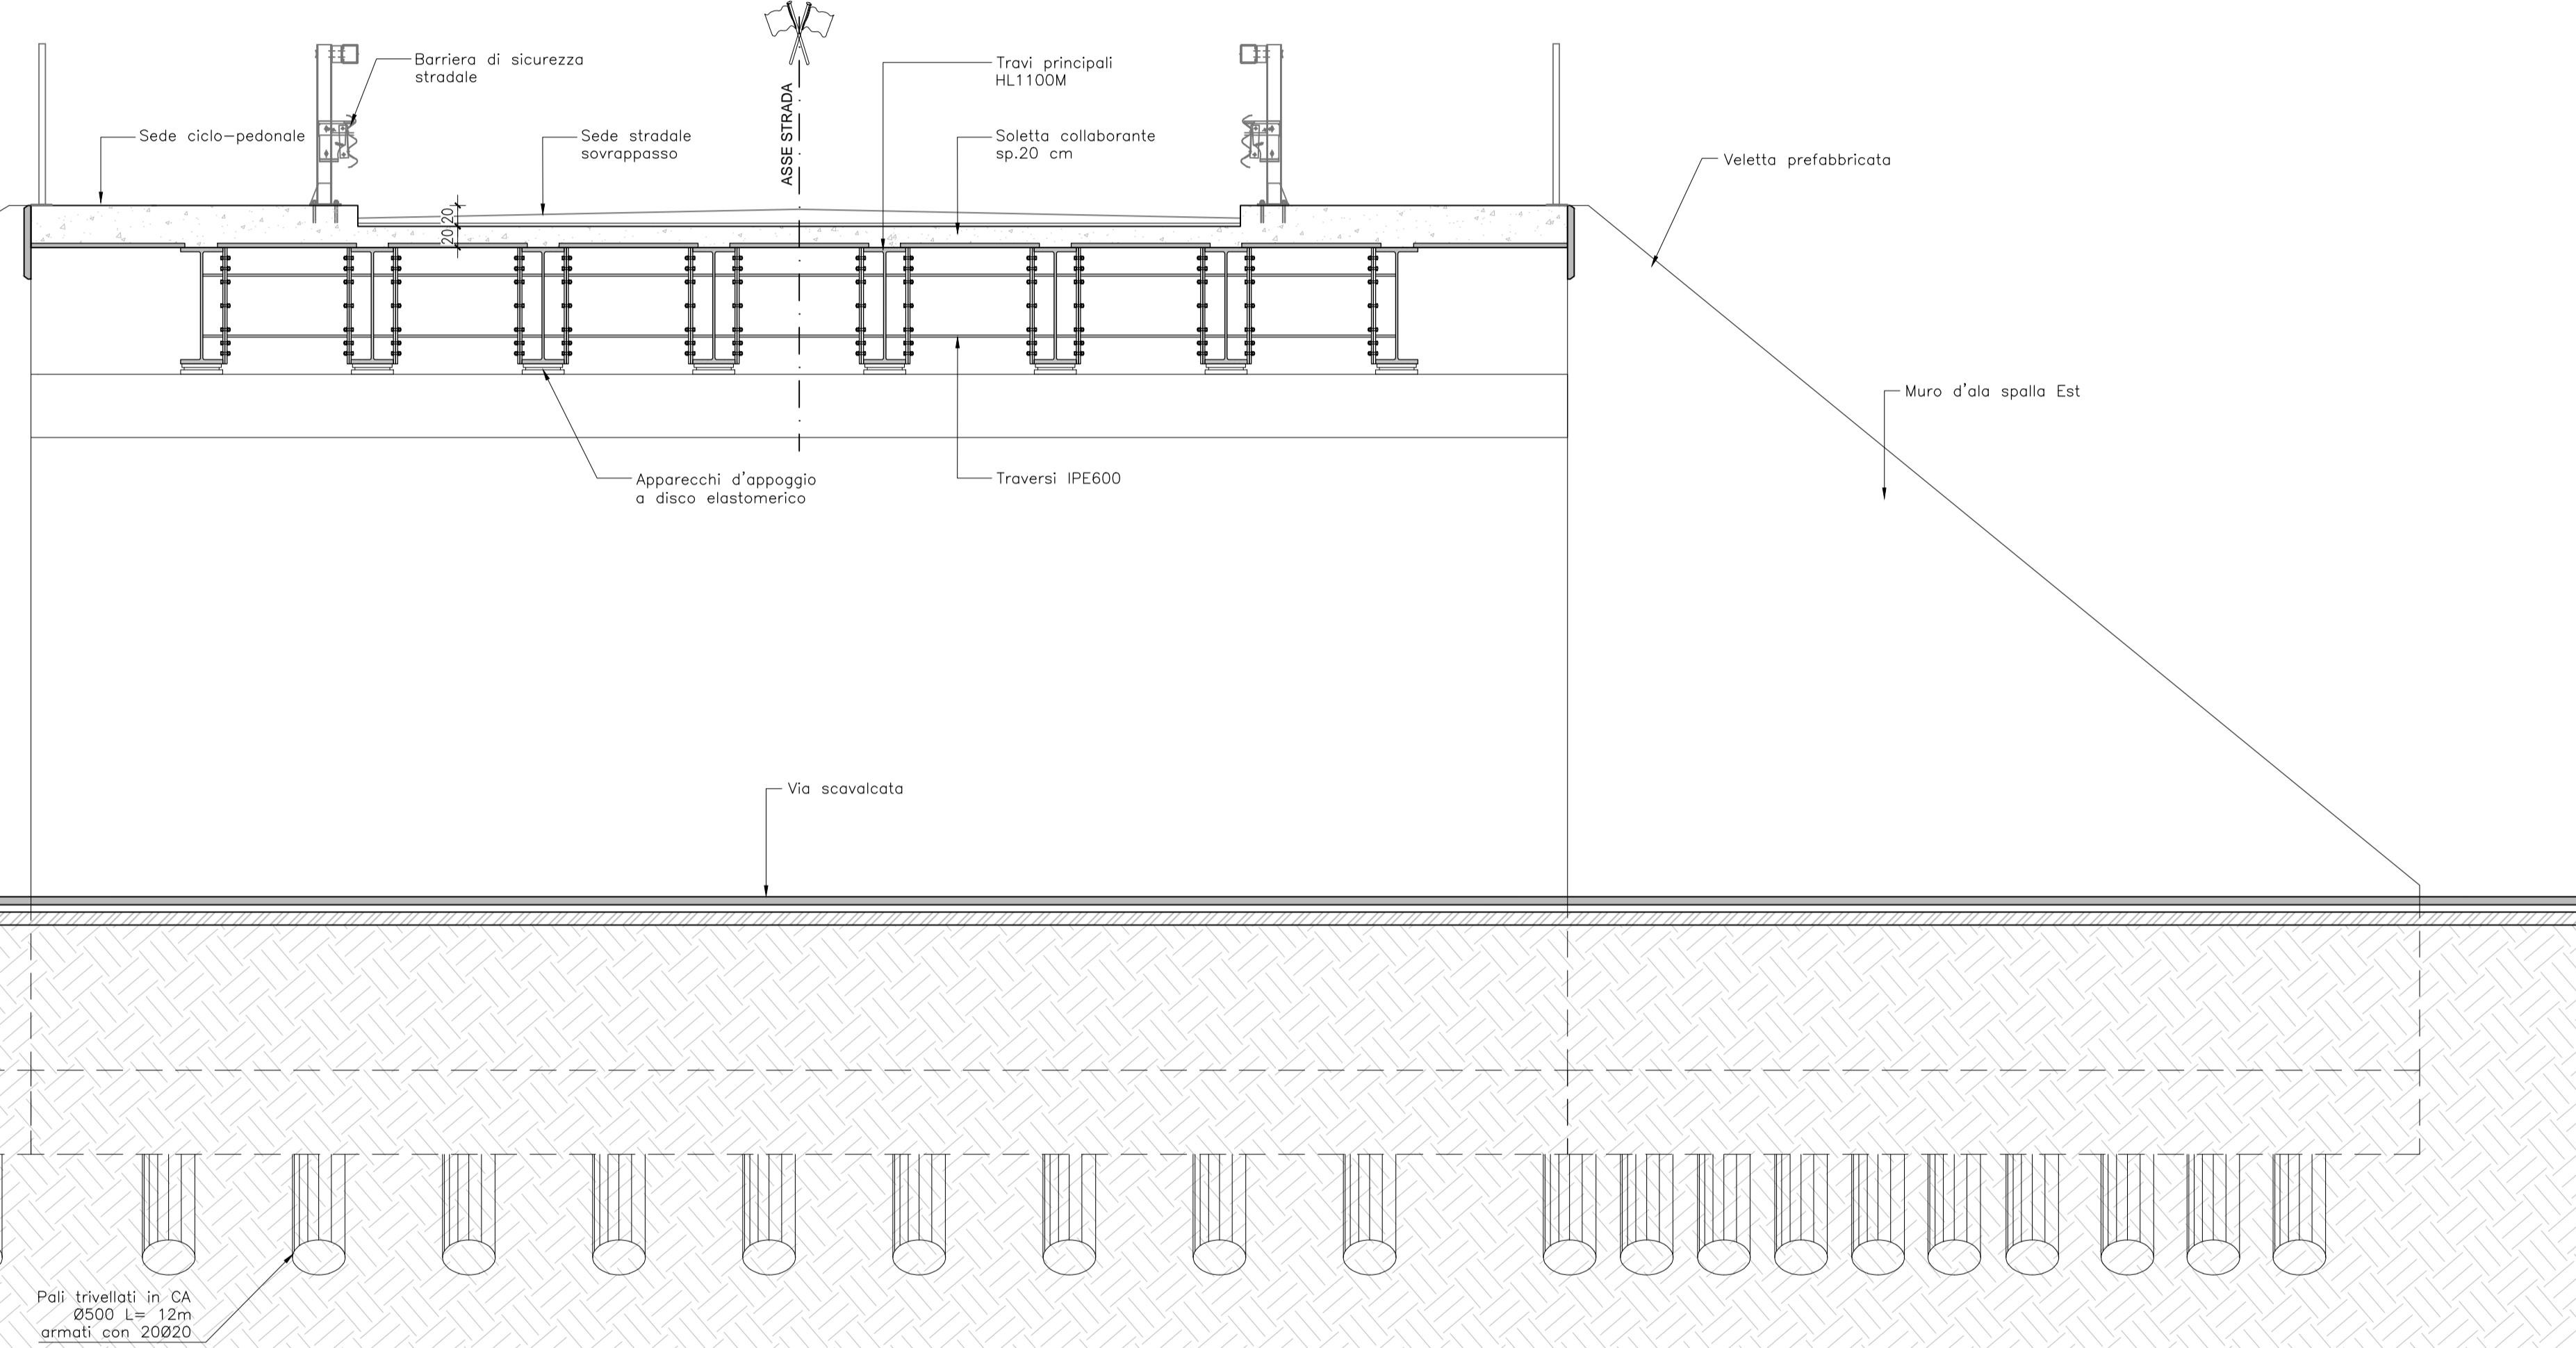 Barriera di sicurezza
stradale
Travi principali
HL1100M
ASSE STRADA
Sede ciclo-pedonale
Sede stradale
sovrappasso
Soletta collaborante
sp.20 cm
Veletta prefabbricata
20
20
Muro d'ala spalla Est
Apparecchi d'appoggio
a disco elastomerico
Traversi IPE600
Via scavalcata
Pali trivellati in CA
Ø500 L= 12m
armati con 20Ø20